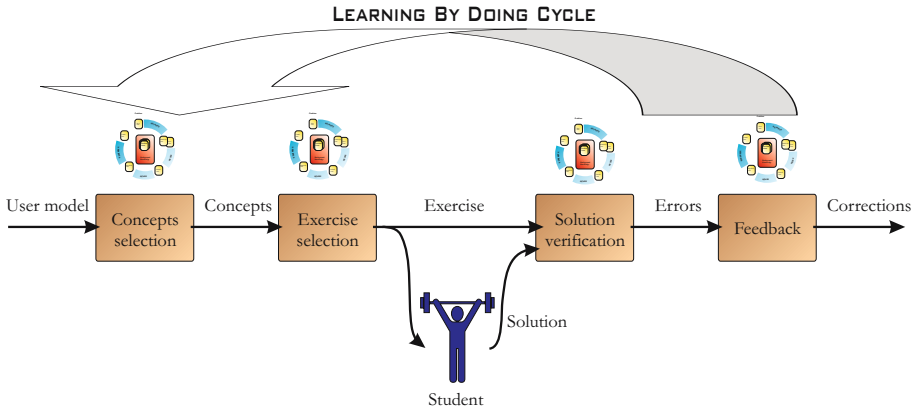 LEARNING BY DOING CYCLE
User model
Concepts
selection
Concepts
Exercise
selection
Exercise
Solution
verification
Errors
Feedback
Corrections
Solution
Student